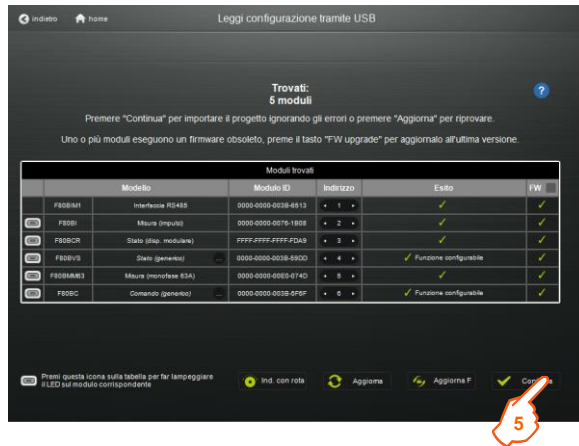 indietro home Leggi configurazione tramite USB
Trovati:
5 moduli
?
Premere "Continua" per importare il progetto ignorando gli errori o premere "Aggiorna" per riprovare.
Uno o più moduli eseguono un firmware obsoleto, preme il tasto "FW upgrade" per aggiornalo all'ultima versione.
Moduli trovati
Modello Modulo ID Indirizzo Esito FW
F80BIM1 Interfaccia RS485 0000-0000-003B-6513 1
F80BI Misura (impulsi) 0000-0000-0076-1B08 2
F80BCR Stato (disp. modulare) FFFF-FFFF-FFFF-FDA9 3
F80BVS Stato (generico) ... 0000-0000-003B-59DD 4 Funzione configurabile
F80BMM63 Misura (monofase 63A) 0000-0000-00E0-074D 5
F80BC Comando (generico) ... 0000-0000-003B-6F6F 6 Funzione configurabile
Premi questa icona sulla tabella per far lampeggiare
il LED sul modulo corrispondente
Ind. con rota Aggiorna Aggiorna F
5